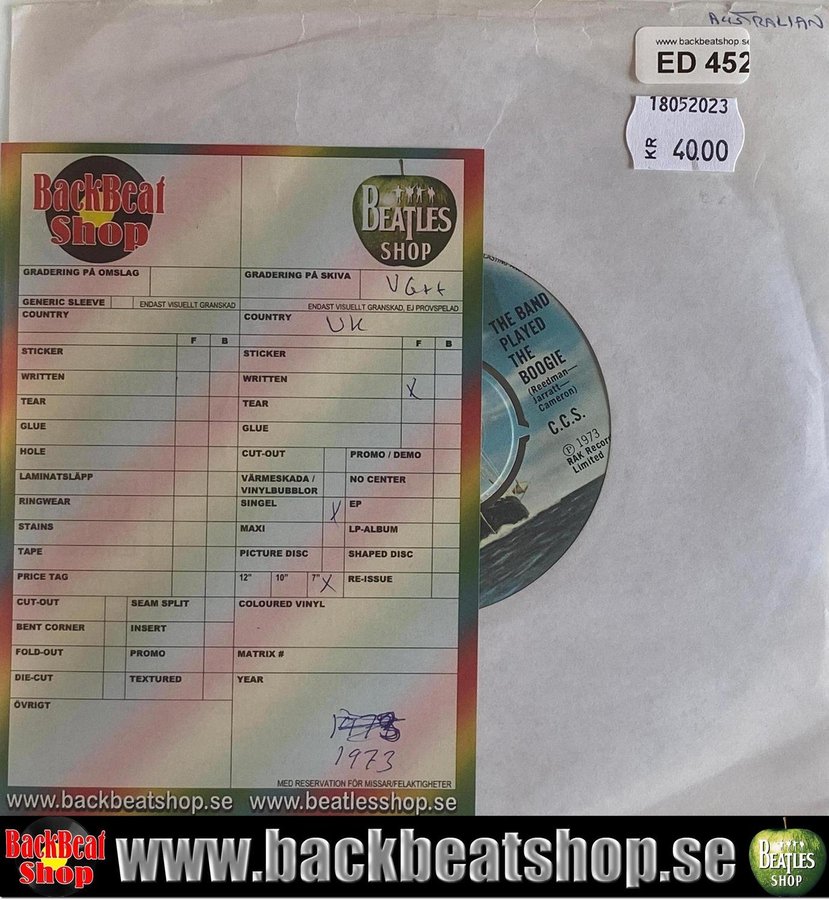 AUSTRALIAN
www.backbeatshop.se
ED 452
18052023
KR 40.00
BackBeat
Shop
BEATLES
SHOP
GRADERING PÅ OMSLAG
GRADERING PÅ SKIVA VG++
GENERIC SLEEVE ENDAST VISUELLT GRANSKAD
ENDAST VISUELLT GRANSKAD, EJ PROVSPELAD
COUNTRY
COUNTRY UK
F B
F B
STICKER
STICKER
WRITTEN
WRITTEN X
TEAR
TEAR
GLUE
GLUE
HOLE
CUT-OUT PROMO / DEMO
LAMINATSLÄPP
VÄRMESKADA / NO CENTER
VINYLBUBBLOR
RINGWEAR
SINGEL X EP
STAINS
MAXI LP-ALBUM
TAPE
PICTURE DISC SHAPED DISC
PRICE TAG
12" 10" 7" X RE-ISSUE
CUT-OUT SEAM SPLIT
COLOURED VINYL
BENT CORNER INSERT
FOLD-OUT PROMO
MATRIX #
DIE-CUT TEXTURED
YEAR
ÖVRIGT
1973
MED RESERVATION FÖR MISSAR/FELAKTIGHETER
www.backbeatshop.se www.beatlesshop.se
THE BAND
PLAYED
THE
BOOGIE
(Reedman—
Jarratt—
Cameron)
C.C.S.
Ⓟ 1973
RAK Record
Limited
BackBeat
Shop
www.backbeatshop.se
BEATLES
SHOP